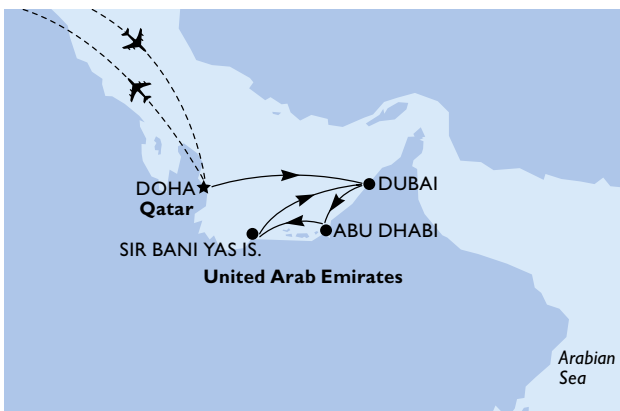 DOHA
Qatar
DUBAI
ABU DHABI
SIR BANI YAS IS.
United Arab Emirates
Arabian
Sea